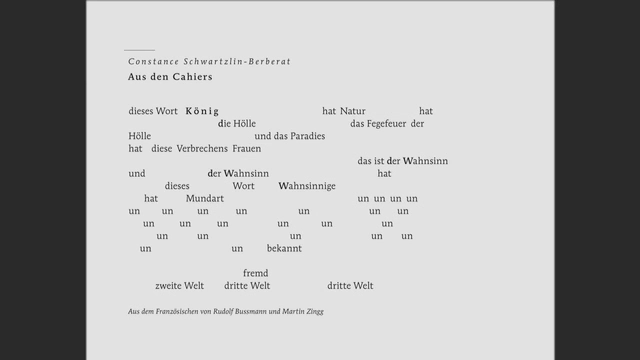 Constance Schwartzlin-Berberat
Aus den Cahiers
dieses Wort König hat Natur hat
die Hölle das Fegefeuer der
Hölle und das Paradies
hat diese Verbrechens Frauen
das ist der Wahnsinn
und der Wahnsinn hat
dieses Wort Wahnsinnige
hat Mundart un un un un
un un un un un un un
un un un un un un
un un un un un
un un bekannt
fremd
zweite Welt dritte Welt dritte Welt
Aus dem Französischen von Rudolf Bussmann und Martin Zingg